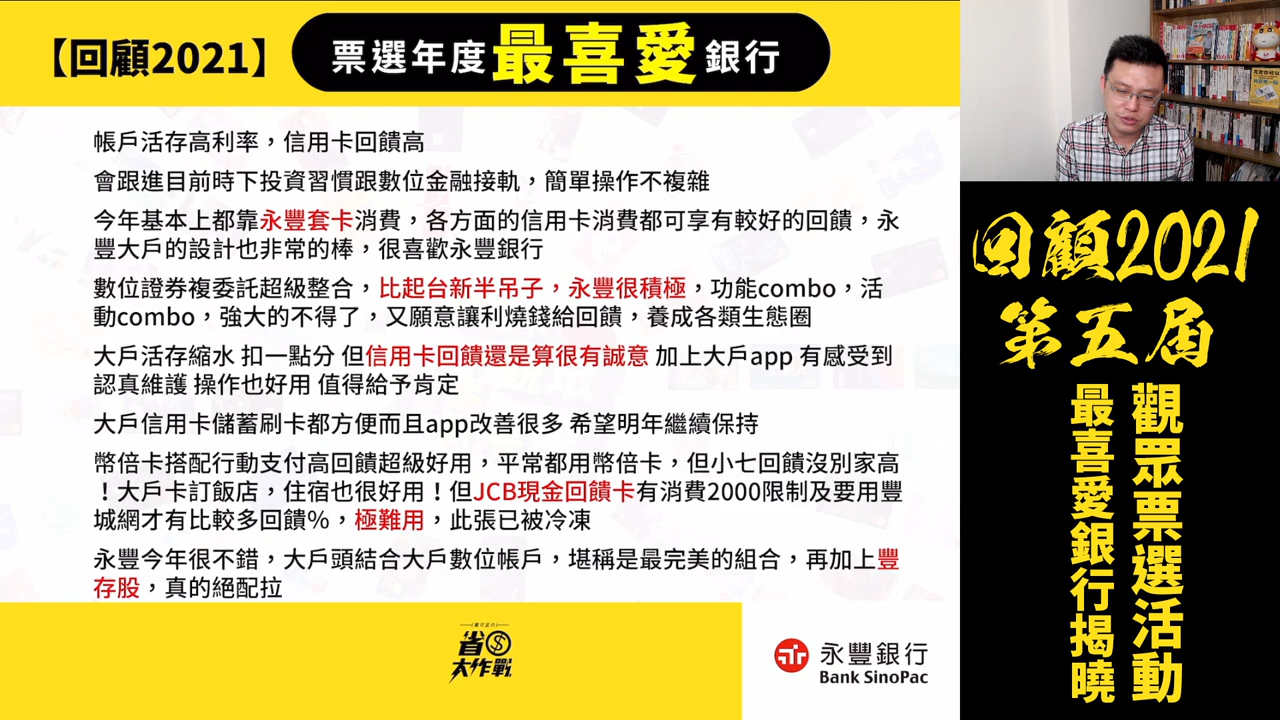 【回顧2021】
票選年度最喜愛銀行
帳戶活存高利率，信用卡回饋高
會跟進目前時下投資習慣跟數位金融接軌，簡單操作不複雜
今年基本上都靠永豐套卡消費，各方面的信用卡消費都可享有較好的回饋，永
豐大戶的設計也非常的棒，很喜歡永豐銀行
數位證券複委託超級整合，比起台新半吊子，永豐很積極，功能combo，活
動combo，強大的不得了，又願意讓利燒錢給回饋，養成各類生態圈
大戶活存縮水 扣一點分 但信用卡回饋還是算很有誠意 加上大戶app 有感受到
認真維護 操作也好用 值得給予肯定
大戶信用卡儲蓄刷卡都方便而且app改善很多 希望明年繼續保持
幣倍卡搭配行動支付高回饋超級好用，平常都用幣倍卡，但小七回饋沒別家高
！大戶卡訂飯店，住宿也很好用！但JCB現金回饋卡有消費2000限制及要用豐
城網才有比較多回饋%，極難用，此張已被冷凍
永豐今年很不錯，大戶頭結合大戶數位帳戶，堪稱是最完美的組合，再加上豐
存股，真的絕配拉
省$
大作戰
永豐銀行
Bank SinoPac
回顧2021
第五屆
觀眾票選活動
最喜愛銀行揭曉